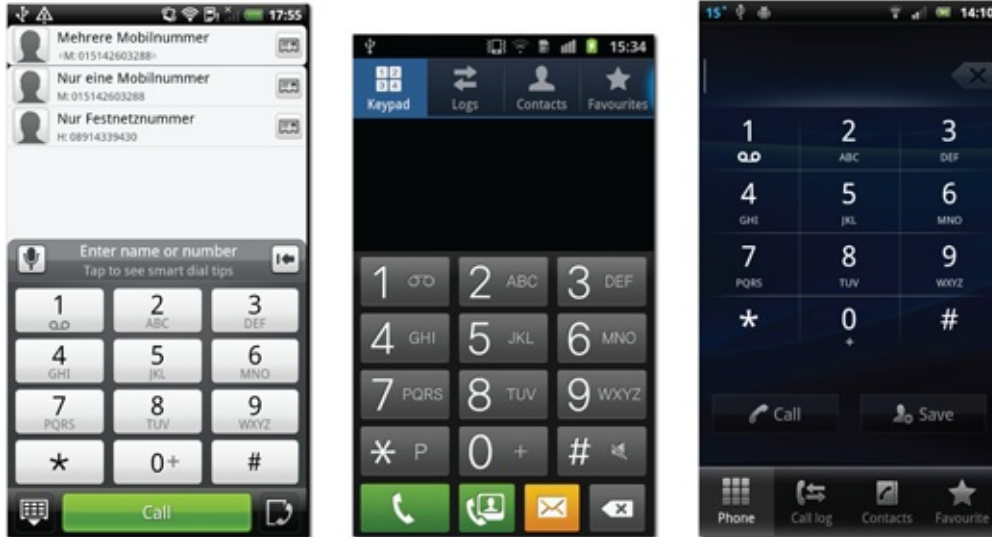 17:55
Mehrere Mobilnummer
<M: 015142603288>
Nur eine Mobilnummer
M: 015142603288
Nur Festnetznummer
H: 08914339430
Enter name or number
Tap to see smart dial tips
1 2 3
ABC DEF
4 5 6
GHI JKL MNO
7 8 9
PQRS TUV WXYZ
* 0+ #
Call
15:34
Keypad Logs Contacts Favourites
1 2 ABC 3 DEF
4 GHI 5 JKL 6 MNO
7 PQRS 8 TUV 9 WXYZ
* P 0 + #
15° 14:10
1 2 3
ABC DEF
4 5 6
GHI JKL MNO
7 8 9
PQRS TUV WXYZ
* 0 #
+
Call Save
Phone Call log Contacts Favourite